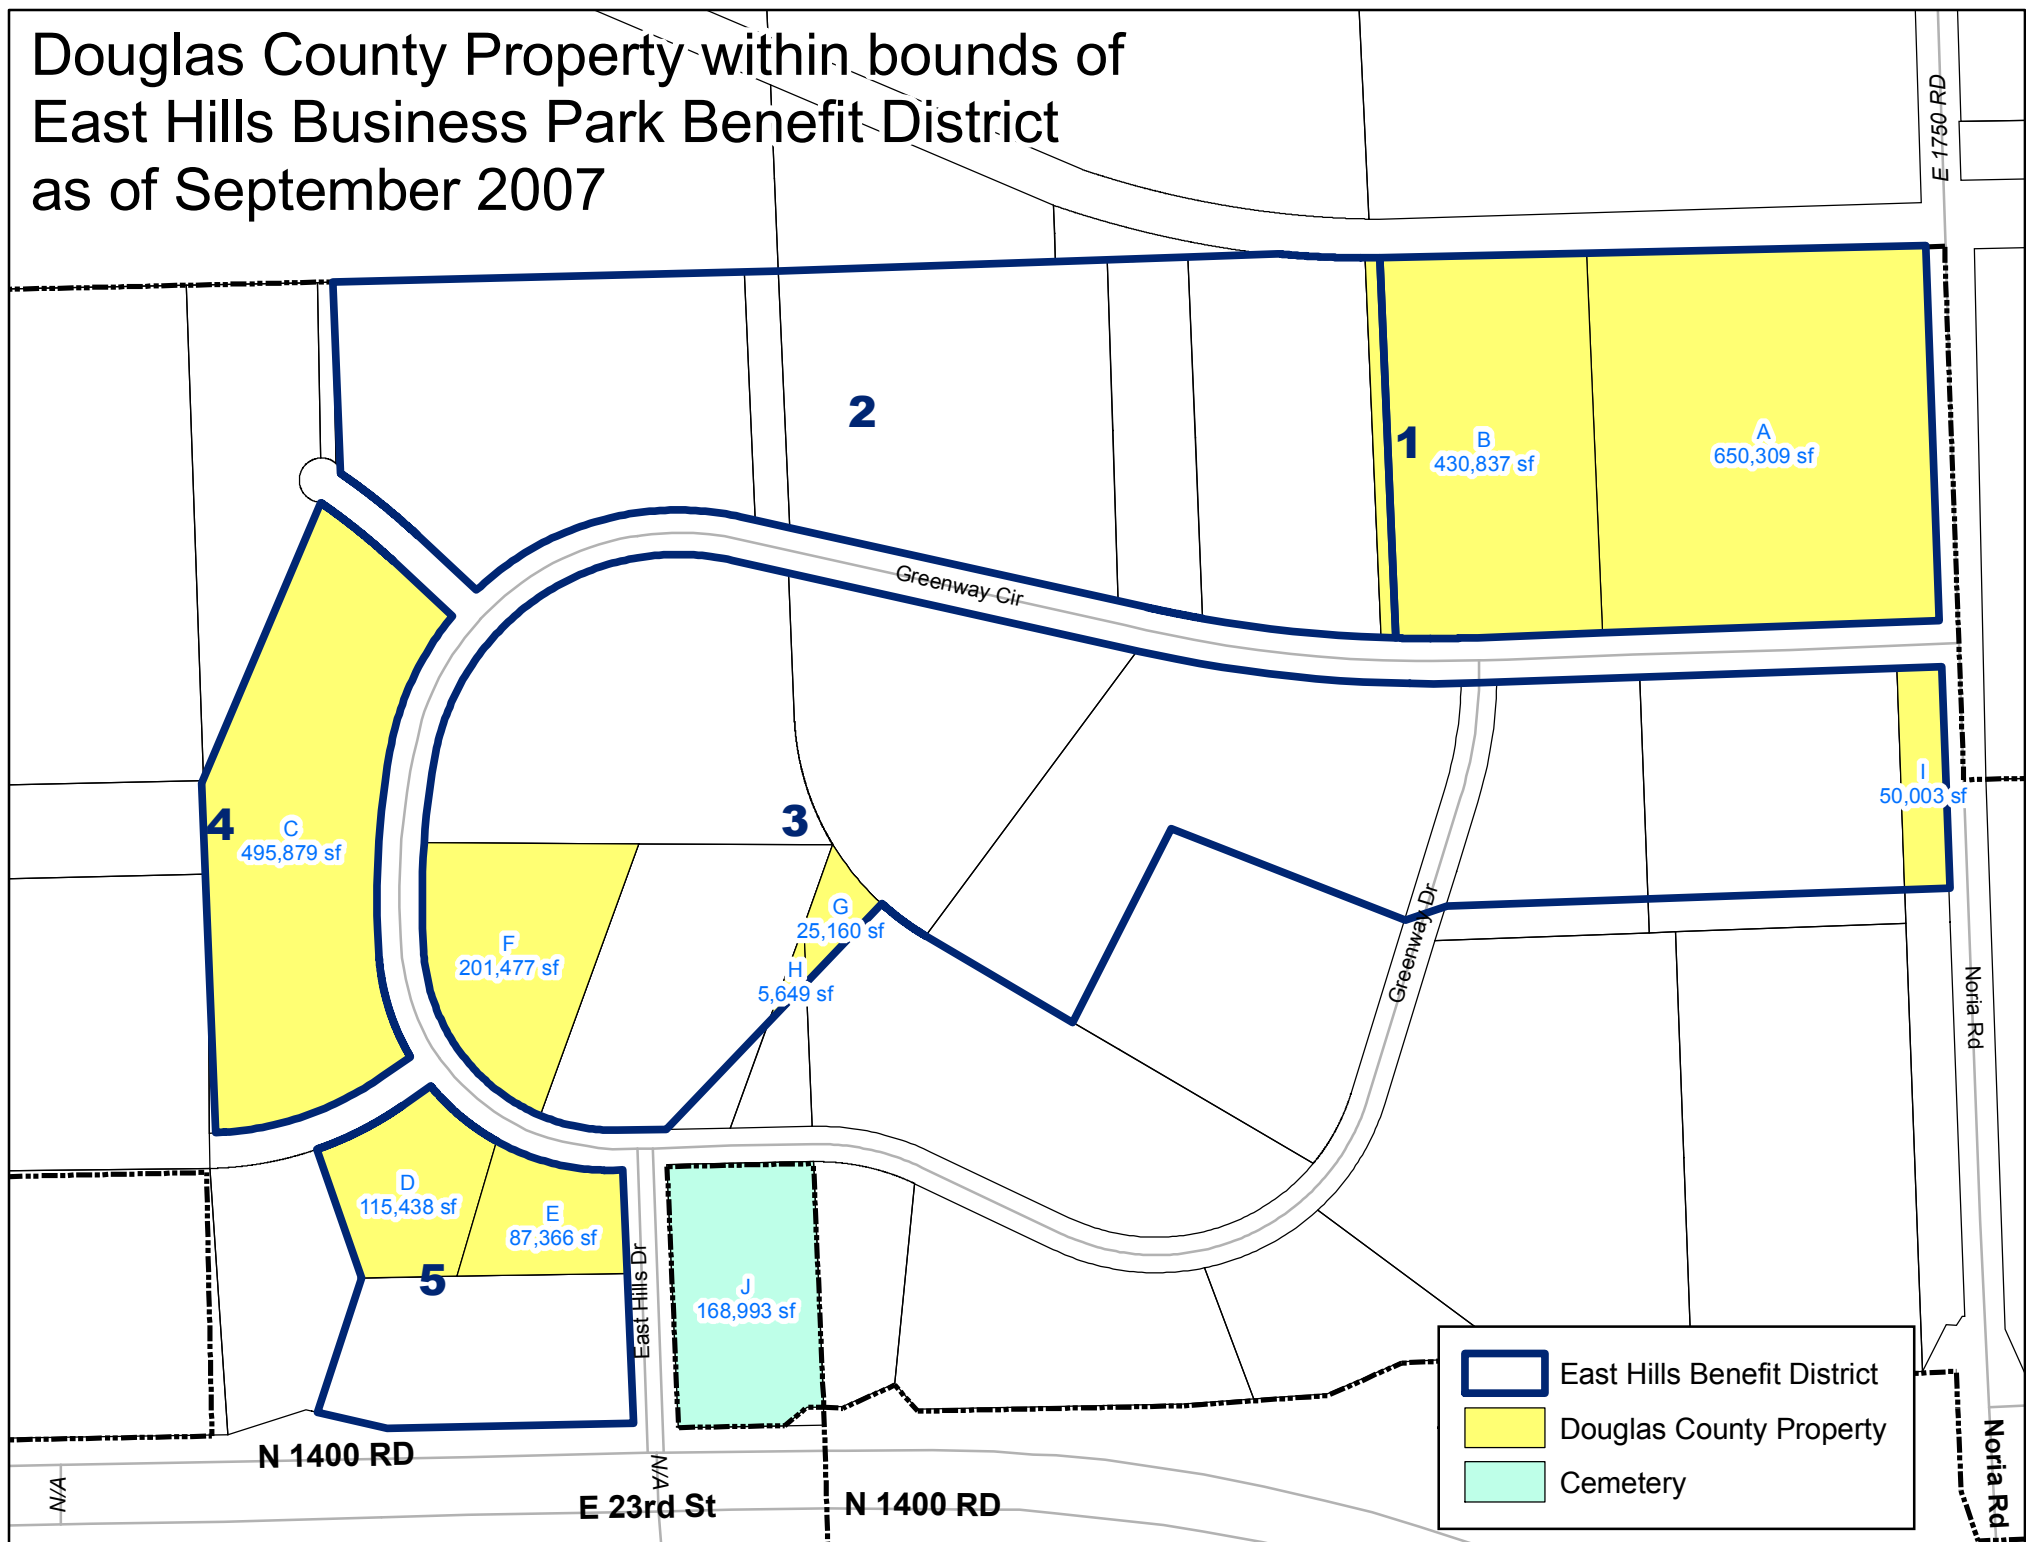 Douglas County Property within bounds of
East Hills Business Park Benefit District
as of September 2007
E 1750 RD
2
1
B
430,837 sf
A
650,309 sf
Greenway Cir
I
50,003 sf
4
C
495,879 sf
3
G
25,160 sf
F
201,477 sf
H
5,649 sf
Greenway Dr
Noria Rd
D
115,438 sf
E
87,366 sf
5
East Hills Dr
J
168,993 sf
East Hills Benefit District
Douglas County Property
Cemetery
N 1400 RD
N/A
N/A
E 23rd St
N 1400 RD
Noria Rd